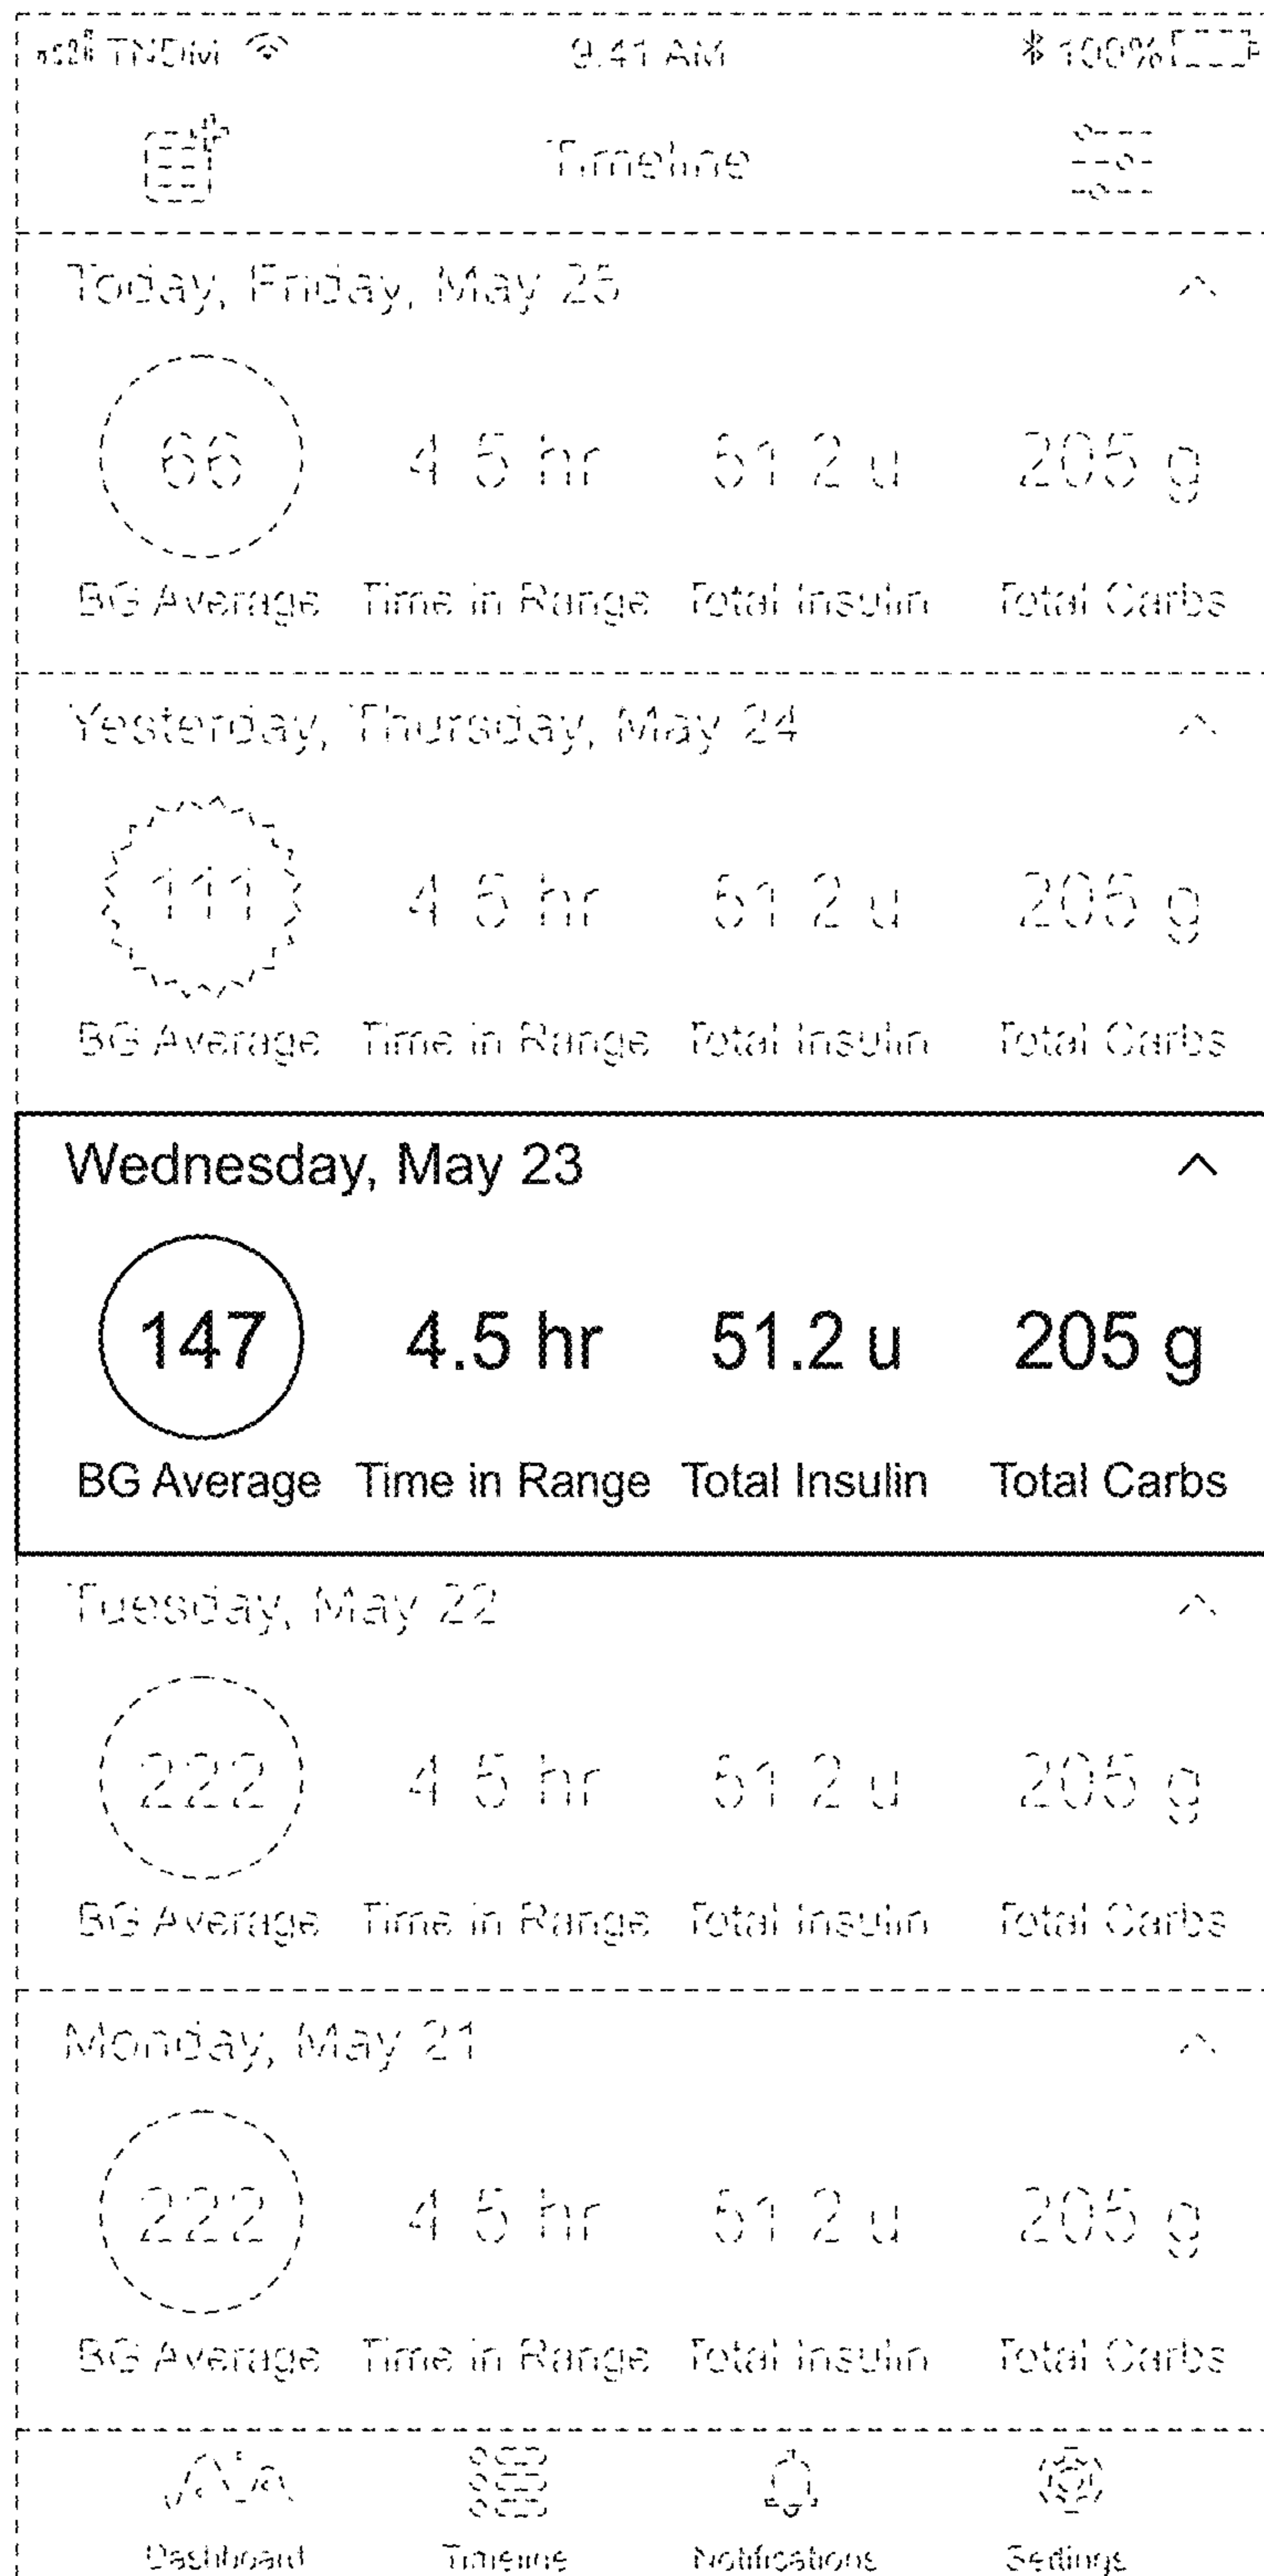 TNDM 9:41 AM 100%
Timeline
Today, Friday, May 25
66 4.5 hr 51.2 u 205 g
BG Average Time in Range Total Insulin Total Carbs
Yesterday, Thursday, May 24
111 4.5 hr 51.2 u 205 g
BG Average Time in Range Total Insulin Total Carbs
Wednesday, May 23
147 4.5 hr 51.2 u 205 g
BG Average Time in Range Total Insulin Total Carbs
Tuesday, May 22
222 4.5 hr 51.2 u 205 g
BG Average Time in Range Total Insulin Total Carbs
Monday, May 21
222 4.5 hr 51.2 u 205 g
BG Average Time in Range Total Insulin Total Carbs
Dashboard Timeline Notifications Settings